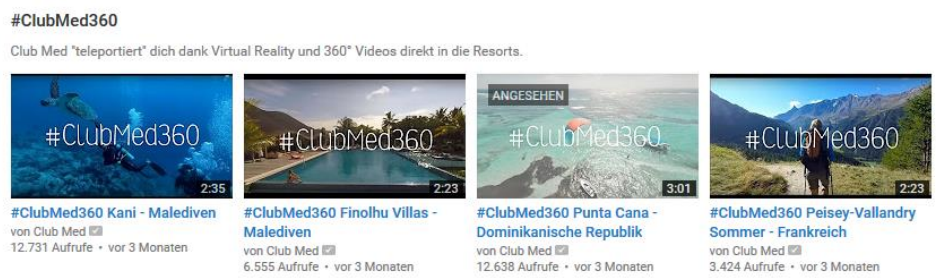 #ClubMed360
Club Med "teleportiert" dich dank Virtual Reality und 360° Videos direkt in die Resorts.
#ClubMed360
2:35
#ClubMed360 Kani - Malediven
von Club Med
12.731 Aufrufe • vor 3 Monaten
#ClubMed360
2:23
#ClubMed360 Finolhu Villas -
Malediven
von Club Med
6.555 Aufrufe • vor 3 Monaten
ANGESEHEN
#ClubMed360
3:01
#ClubMed360 Punta Cana -
Dominikanische Republik
von Club Med
12.638 Aufrufe • vor 3 Monaten
#ClubMed360
2:23
#ClubMed360 Peisey-Vallandry
Sommer - Frankreich
von Club Med
3.424 Aufrufe • vor 3 Monaten